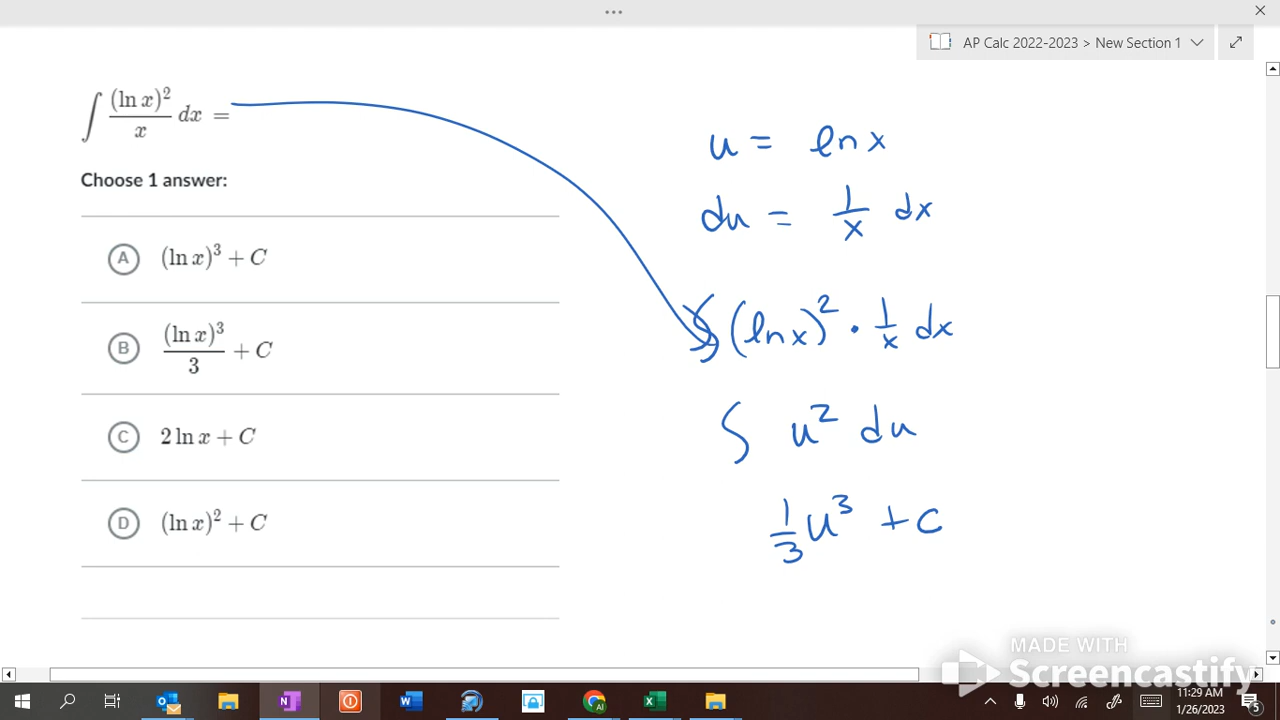 AP Calc 2022-2023 > New Section 1
∫ (ln x)² / x dx =
Choose 1 answer:
A (ln x)³ + C
B (ln x)³ / 3 + C
C 2 ln x + C
D (ln x)² + C
u = ln x
du = 1/x dx
∫ (ln x)² · 1/x dx
∫ u² du
1/3 u³ + c
MADE WITH
Screencastify
11:29 AM
1/26/2023
5